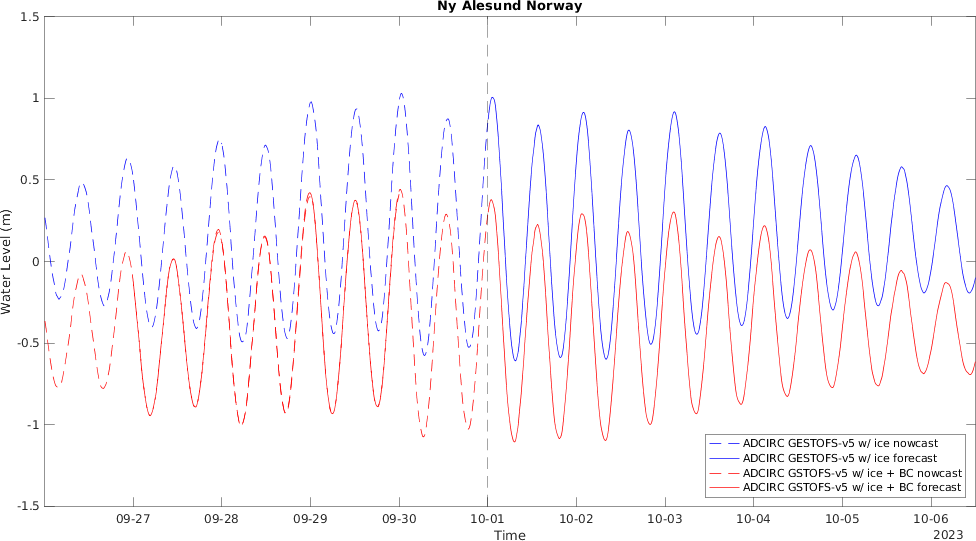 Ny Alesund Norway
1.5
1
0.5
0
-0.5
-1
-1.5
Water Level (m)
ADCIRC GESTOFS-v5 w/ ice nowcast
ADCIRC GESTOFS-v5 w/ ice forecast
ADCIRC GSTOFS-v5 w/ ice + BC nowcast
ADCIRC GSTOFS-v5 w/ ice + BC forecast
09-27 09-28 09-29 09-30 10-01 10-02 10-03 10-04 10-05 10-06
Time
2023